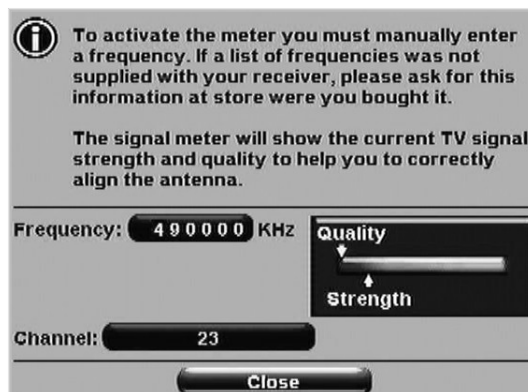 To activate the meter you must manually enter
a frequency. If a list of frequencies was not
supplied with your receiver, please ask for this
information at store were you bought it.
The signal meter will show the current TV signal
strength and quality to help you to correctly
align the antenna.
Frequency: 490000 KHz
Quality
Strength
Channel: 23
Close